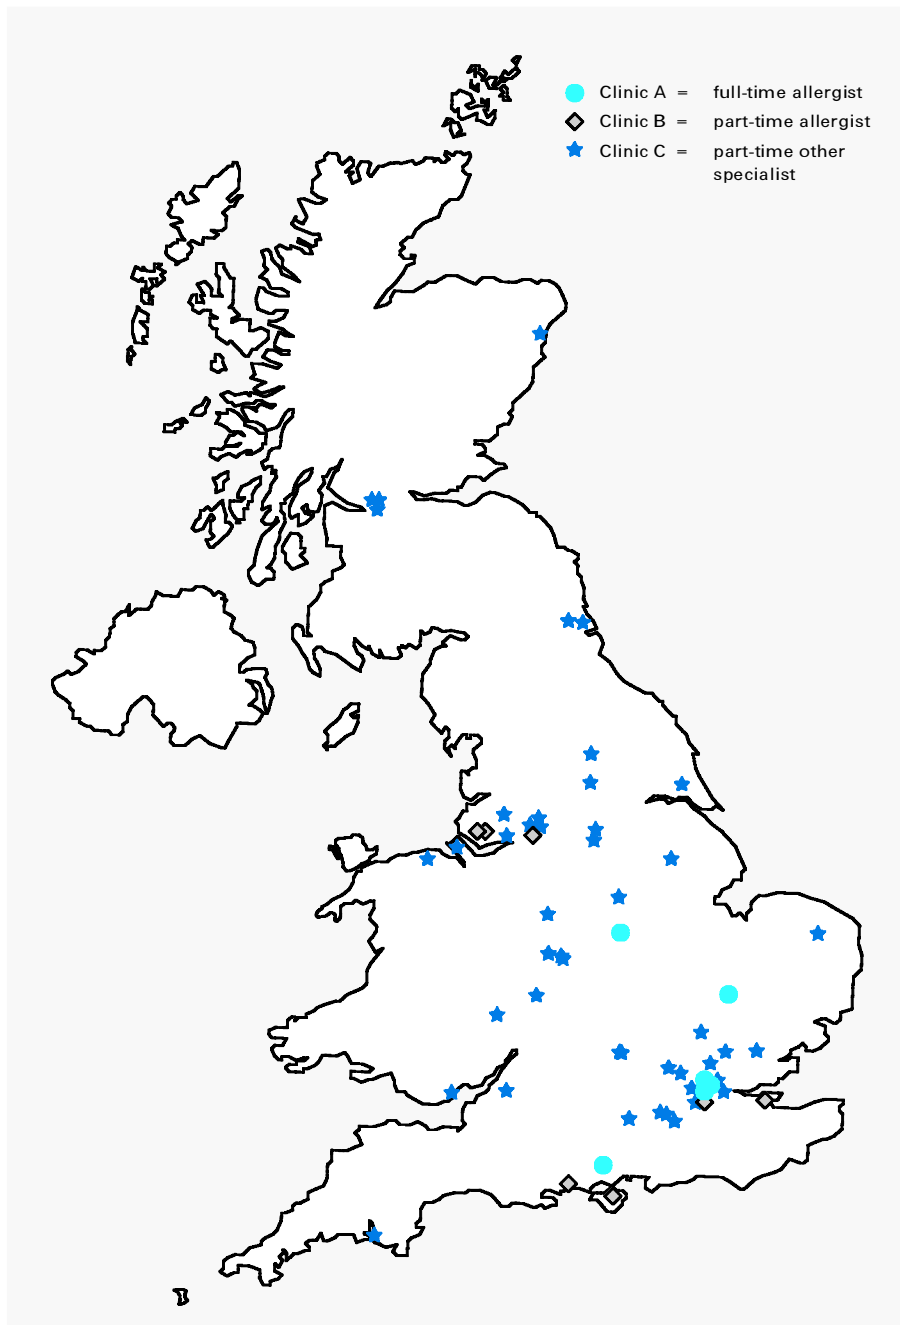 Clinic A = full-time allergist
Clinic B = part-time allergist
Clinic C = part-time other
specialist